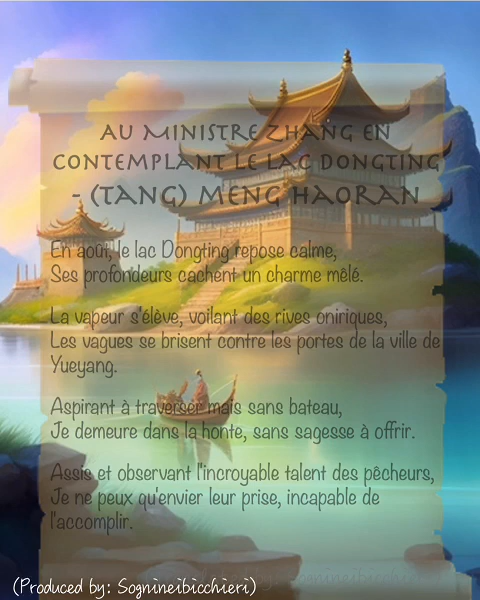 AU MINISTRE ZHANG EN
CONTEMPLANT LE LAC DONGTING
- (TANG) MENG HAORAN
En août, le lac Dongting repose calme,
Ses profondeurs cachent un charme mêlé.
La vapeur s'élève, voilant des rives oniriques,
Les vagues se brisent contre les portes de la ville de
Yueyang.
Aspirant à traverser mais sans bateau,
Je demeure dans la honte, sans sagesse à offrir.
Assis et observant l'incroyable talent des pêcheurs,
Je ne peux qu'envier leur prise, incapable de
l'accomplir.
(Produced by: Sognineibicchieri)